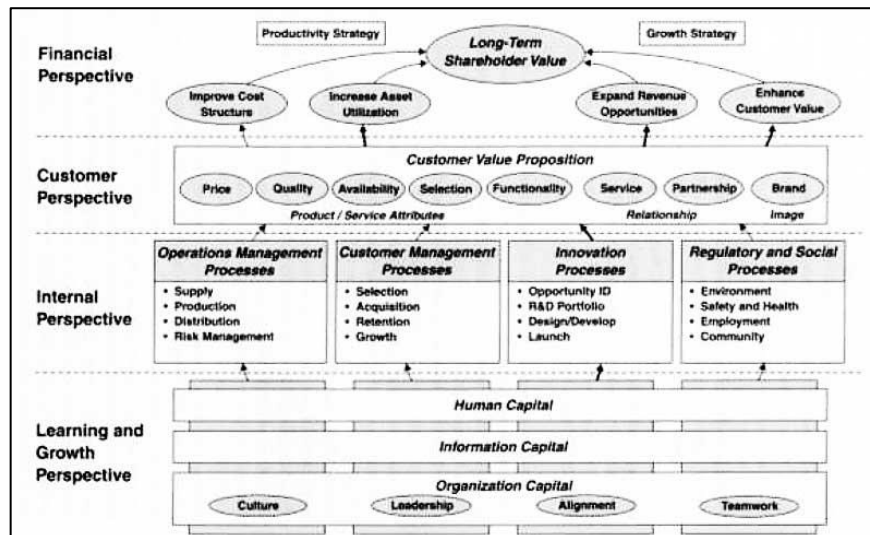 Financial
Perspective
Productivity Strategy
Long-Term
Shareholder Value
Growth Strategy
Improve Cost
Structure
Increase Asset
Utilization
Expand Revenue
Opportunities
Enhance
Customer Value
Customer
Perspective
Customer Value Proposition
Price
Quality
Availability
Selection
Functionality
Service
Partnership
Brand
Product / Service Attributes
Relationship
Image
Internal
Perspective
Operations Management
Processes
• Supply
• Production
• Distribution
• Risk Management
Customer Management
Processes
• Selection
• Acquisition
• Retention
• Growth
Innovation
Processes
• Opportunity ID
• R&D Portfolio
• Design/Develop
• Launch
Regulatory and Social
Processes
• Environment
• Safety and Health
• Employment
• Community
Learning and
Growth
Perspective
Human Capital
Information Capital
Organization Capital
Culture
Leadership
Alignment
Teamwork